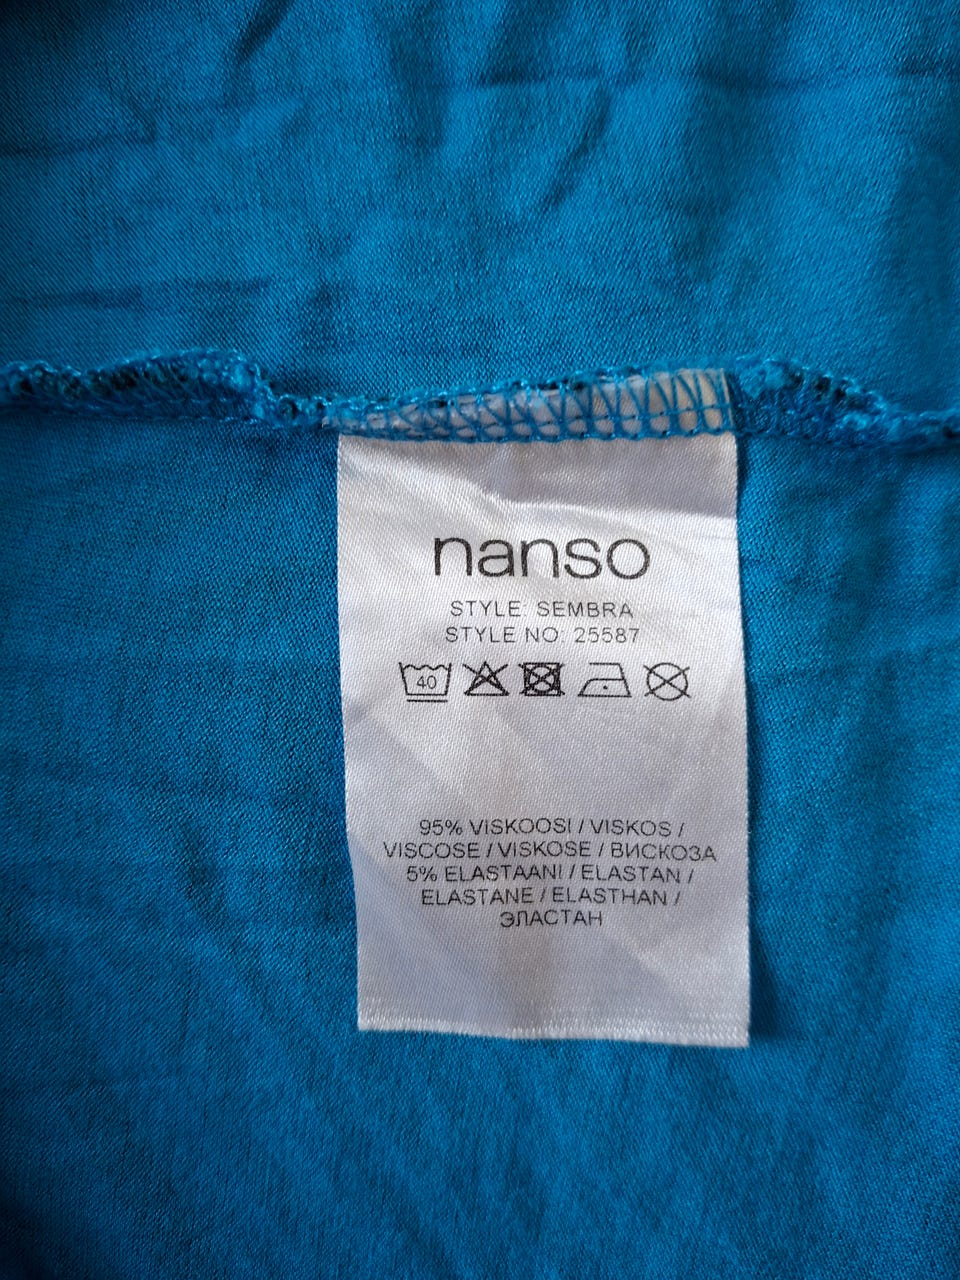 nanso
STYLE: SEMBRA
STYLE NO: 25587
40
95% VISKOOSI / VISKOS /
VISCOSE / VISKOSE / ВИСКОЗА
5% ELASTAANI / ELASTAN /
ELASTANE / ELASTHAN /
ЭЛАСТАН